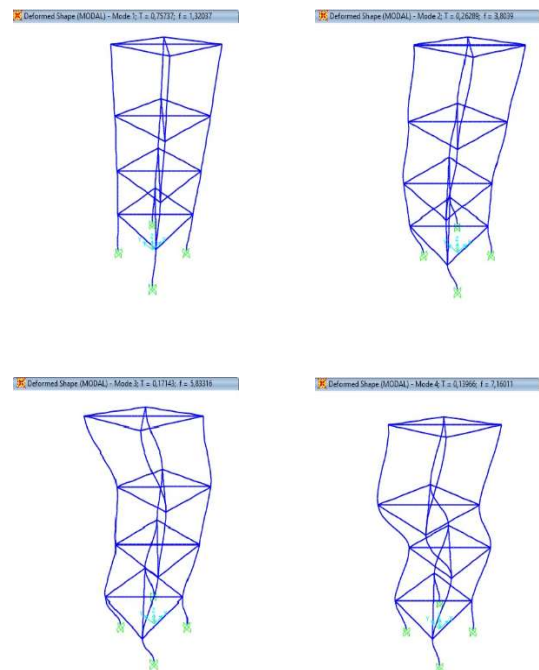 Deformed Shape (MODAL) - Mode 1; T = 0,75737; f = 1,32037
Deformed Shape (MODAL) - Mode 2; T = 0,26289; f = 3,8039
Deformed Shape (MODAL) - Mode 3; T = 0,17143; f = 5,83316
Deformed Shape (MODAL) - Mode 4; T = 0,13966; f = 7,16011